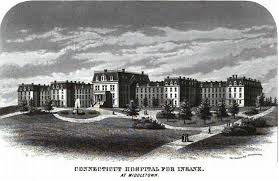 CONNECTICUT HOSPITAL FOR INSANE.
AT MIDDLETOWN.